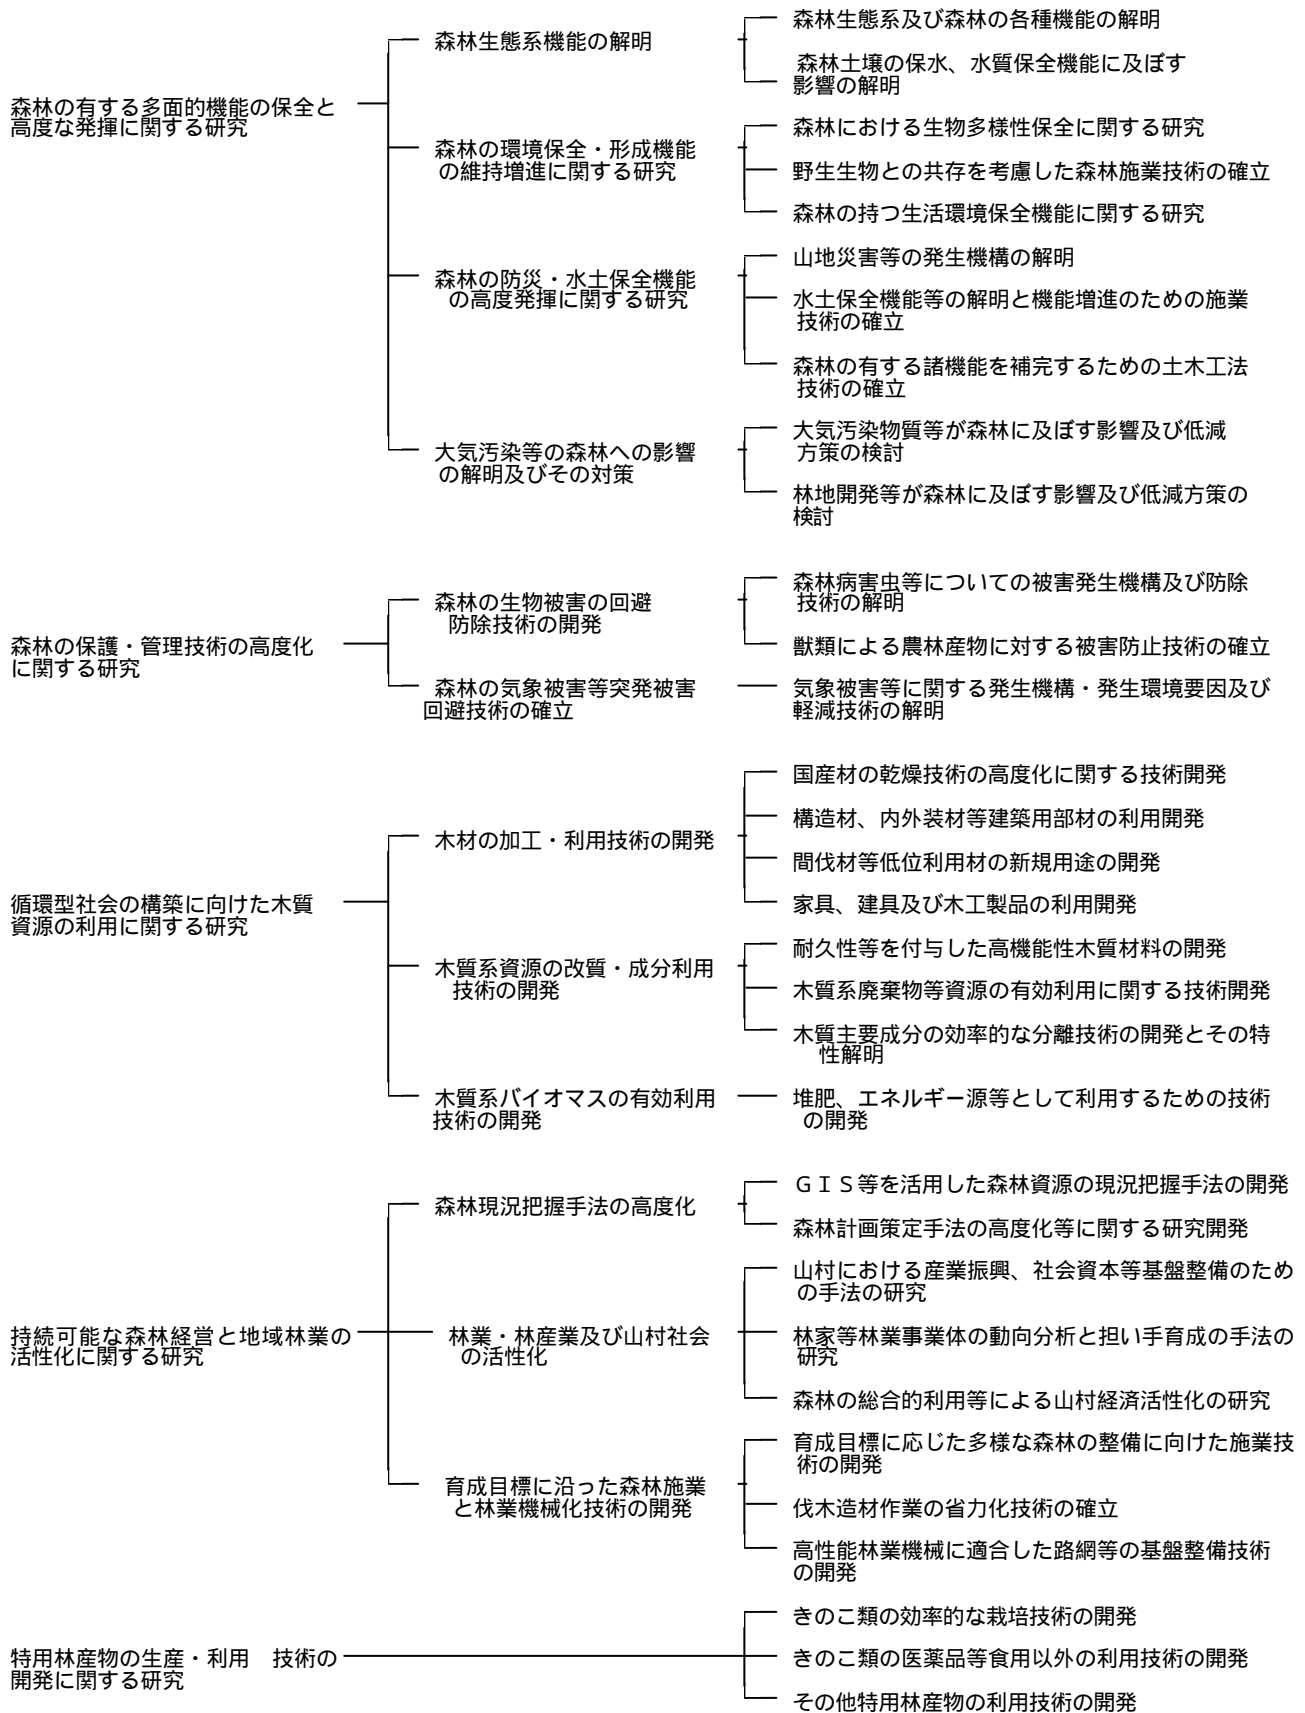 森林の有する多面的機能の保全と
高度な発揮に関する研究
森林生態系機能の解明
森林生態系及び森林の各種機能の解明
森林土壌の保水、水質保全機能に及ぼす
影響の解明
森林の環境保全・形成機能
の維持増進に関する研究
森林における生物多様性保全に関する研究
野生生物との共存を考慮した森林施業技術の確立
森林の持つ生活環境保全機能に関する研究
森林の防災・水土保全機能
の高度発揮に関する研究
山地災害等の発生機構の解明
水土保全機能等の解明と機能増進のための施業
技術の確立
森林の有する諸機能を補完するための土木工法
技術の確立
大気汚染等の森林への影響
の解明及びその対策
大気汚染物質等が森林に及ぼす影響及び低減
方策の検討
林地開発等が森林に及ぼす影響及び低減方策の
検討
森林の保護・管理技術の高度化
に関する研究
森林の生物被害の回避
防除技術の開発
森林病害虫等についての被害発生機構及び防除
技術の解明
獣類による農林産物に対する被害防止技術の確立
森林の気象被害等突発被害
回避技術の確立
気象被害等に関する発生機構・発生環境要因及び
軽減技術の解明
循環型社会の構築に向けた木質
資源の利用に関する研究
木材の加工・利用技術の開発
国産材の乾燥技術の高度化に関する技術開発
構造材、内外装材等建築用部材の利用開発
間伐材等低位利用材の新規用途の開発
家具、建具及び木工製品の利用開発
木質系資源の改質・成分利用
技術の開発
耐久性等を付与した高機能性木質材料の開発
木質系廃棄物等資源の有効利用に関する技術開発
木質主要成分の効率的な分離技術の開発とその特
性解明
木質系バイオマスの有効利用
技術の開発
堆肥、エネルギー源等として利用するための技術
の開発
持続可能な森林経営と地域林業の
活性化に関する研究
森林現況把握手法の高度化
ＧＩＳ等を活用した森林資源の現況把握手法の開発
森林計画策定手法の高度化等に関する研究開発
林業・林産業及び山村社会
の活性化
山村における産業振興、社会資本等基盤整備のため
の手法の研究
林家等林業事業体の動向分析と担い手育成の手法の
研究
森林の総合的利用等による山村経済活性化の研究
育成目標に沿った森林施業
と林業機械化技術の開発
育成目標に応じた多様な森林の整備に向けた施業技
術の開発
伐木造材作業の省力化技術の確立
高性能林業機械に適合した路網等の基盤整備技術
の開発
特用林産物の生産・利用　技術の
開発に関する研究
きのこ類の効率的な栽培技術の開発
きのこ類の医薬品等食用以外の利用技術の開発
その他特用林産物の利用技術の開発